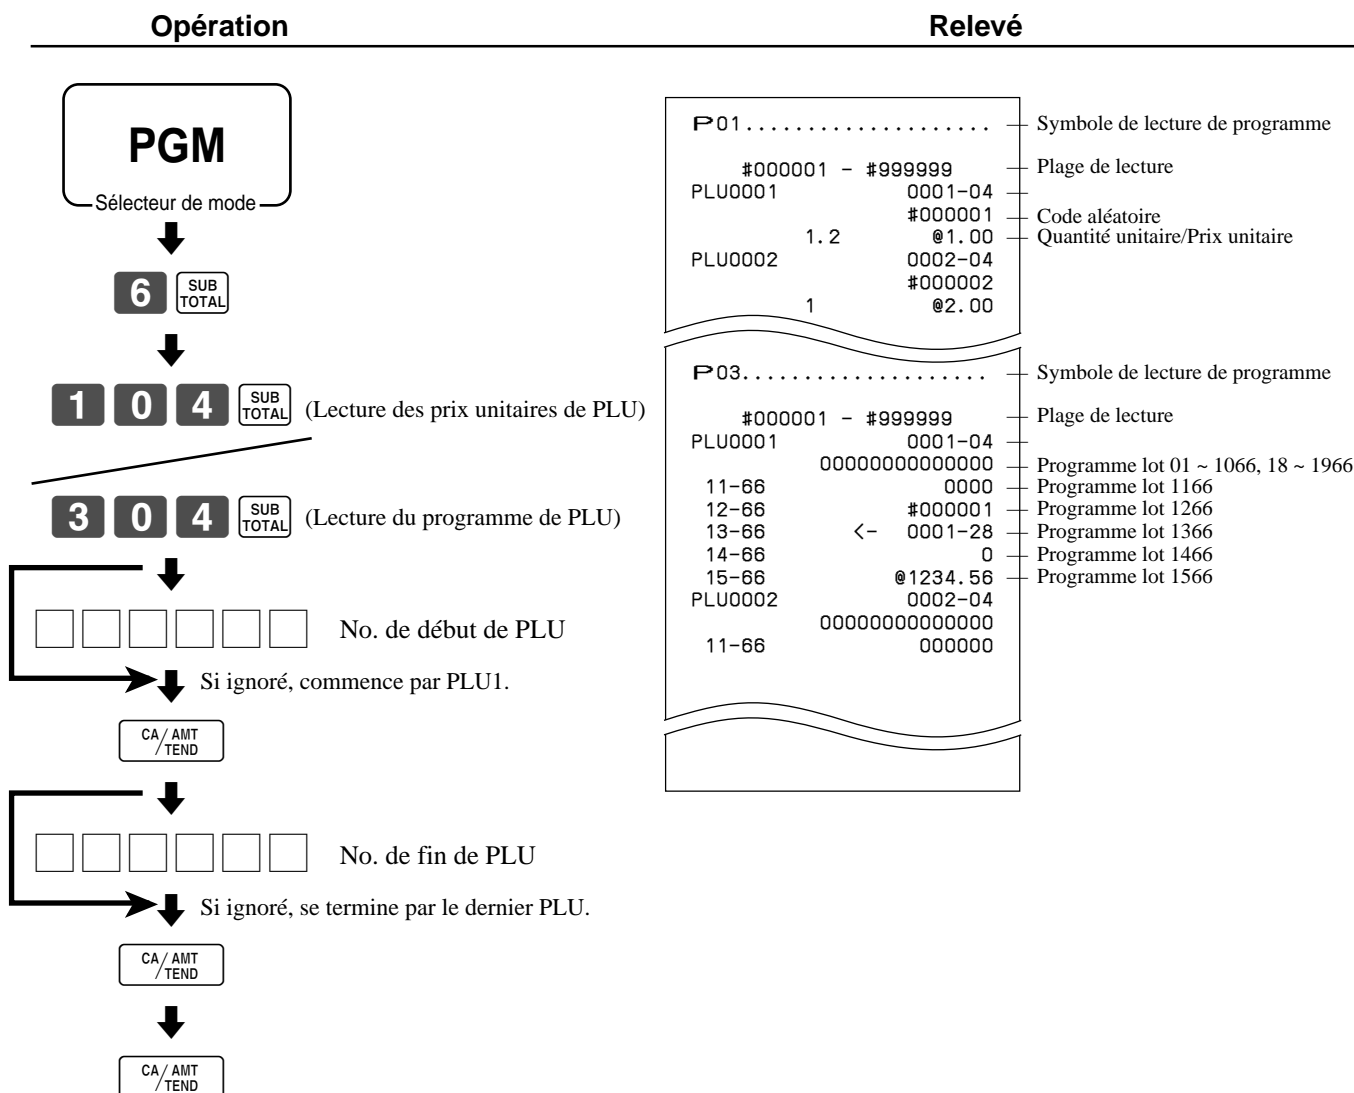 Opération
PGM
Sélecteur de mode
6 SUB TOTAL
1 0 4 SUB TOTAL (Lecture des prix unitaires de PLU)
3 0 4 SUB TOTAL (Lecture du programme de PLU)
No. de début de PLU
Si ignoré, commence par PLU1.
CA/AMT TEND
No. de fin de PLU
Si ignoré, se termine par le dernier PLU.
CA/AMT TEND
CA/AMT TEND
Relevé
P01.................... Symbole de lecture de programme
#000001 - #999999 Plage de lecture
PLU0001 0001-04
#000001 Code aléatoire
1.2 @1.00 Quantité unitaire/Prix unitaire
PLU0002 0002-04
#000002
1 @2.00
P03.................... Symbole de lecture de programme
#000001 - #999999 Plage de lecture
PLU0001 0001-04
00000000000000 Programme lot 01 ~ 1066, 18 ~ 1966
11-66 0000 Programme lot 1166
12-66 #000001 Programme lot 1266
13-66 <- 0001-28 Programme lot 1366
14-66 0 Programme lot 1466
15-66 @1234.56 Programme lot 1566
PLU0002 0002-04
00000000000000
11-66 000000